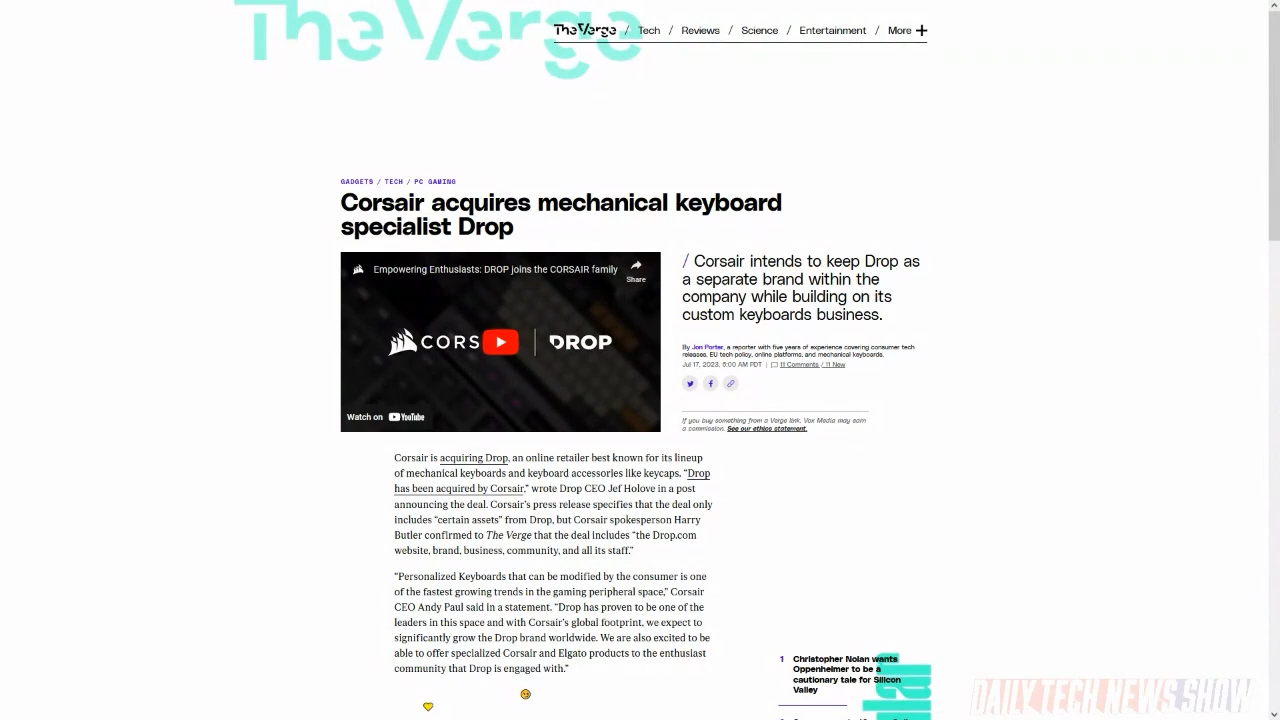 The Verge
The Verge / Tech / Reviews / Science / Entertainment / More +
GADGETS / TECH / PC GAMING
Corsair acquires mechanical keyboard
specialist Drop
Empowering Enthusiasts: DROP joins the CORSAIR family
Share
CORS
DROP
Watch on YouTube
/ Corsair intends to keep Drop as
a separate brand within the
company while building on its
custom keyboards business.
By Jon Porter, a reporter with five years of experience covering consumer tech
releases, EU tech policy, online platforms, and mechanical keyboards.
Jul 17, 2023, 6:00 AM PDT | 11 Comments / 11 New
If you buy something from a Verge link, Vox Media may earn
a commission. See our ethics statement.
Corsair is acquiring Drop, an online retailer best known for its lineup
of mechanical keyboards and keyboard accessories like keycaps. “Drop
has been acquired by Corsair,” wrote Drop CEO Jef Holove in a post
announcing the deal. Corsair’s press release specifies that the deal only
includes “certain assets” from Drop, but Corsair spokesperson Harry
Butler confirmed to The Verge that the deal includes “the Drop.com
website, brand, business, community, and all its staff.”
“Personalized Keyboards that can be modified by the consumer is one
of the fastest growing trends in the gaming peripheral space,” Corsair
CEO Andy Paul said in a statement. “Drop has proven to be one of the
leaders in this space and with Corsair’s global footprint, we expect to
significantly grow the Drop brand worldwide. We are also excited to be
able to offer specialized Corsair and Elgato products to the enthusiast
community that Drop is engaged with.”
1 Christopher Nolan wants
Oppenheimer to be a
cautionary tale for Silicon
Valley
DAILY TECH NEWS SHOW